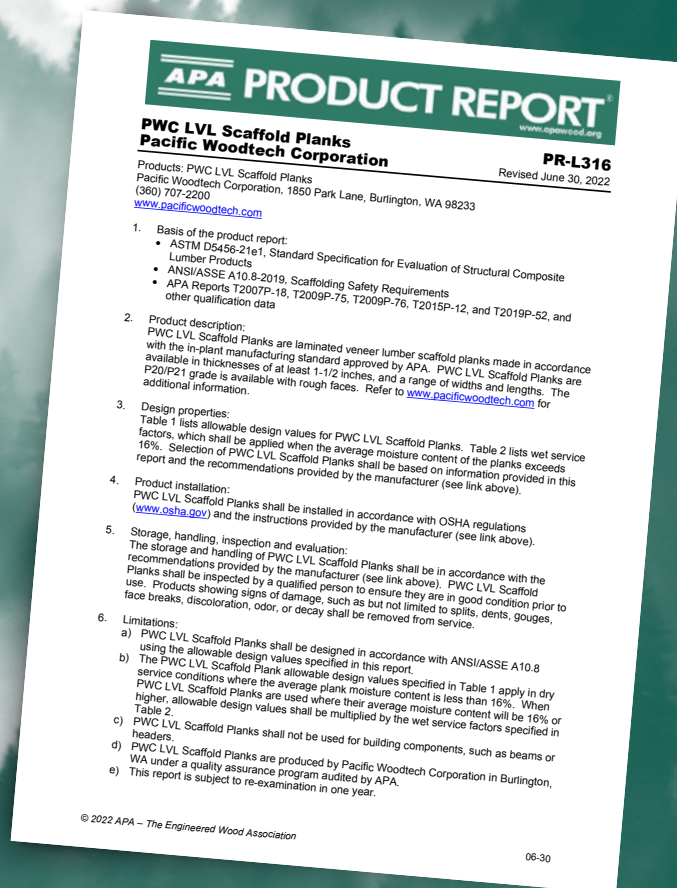 APA PRODUCT REPORT®
www.apawood.org
PWC LVL Scaffold Planks
Pacific Woodtech Corporation
PR-L316
Revised June 30, 2022
Products: PWC LVL Scaffold Planks
Pacific Woodtech Corporation, 1850 Park Lane, Burlington, WA 98233
(360) 707-2200
www.pacificwoodtech.com
1. Basis of the product report:
• ASTM D5456-21e1, Standard Specification for Evaluation of Structural Composite
Lumber Products
• ANSI/ASSE A10.8-2019, Scaffolding Safety Requirements
• APA Reports T2007P-18, T2009P-75, T2009P-76, T2015P-12, and T2019P-52, and
other qualification data
2. Product description:
PWC LVL Scaffold Planks are laminated veneer lumber scaffold planks made in accordance
with the in-plant manufacturing standard approved by APA. PWC LVL Scaffold Planks are
available in thicknesses of at least 1-1/2 inches, and a range of widths and lengths. The
P20/P21 grade is available with rough faces. Refer to www.pacificwoodtech.com for
additional information.
3. Design properties:
Table 1 lists allowable design values for PWC LVL Scaffold Planks. Table 2 lists wet service
factors, which shall be applied when the average moisture content of the planks exceeds
16%. Selection of PWC LVL Scaffold Planks shall be based on information provided in this
report and the recommendations provided by the manufacturer (see link above).
4. Product installation:
PWC LVL Scaffold Planks shall be installed in accordance with OSHA regulations
(www.osha.gov) and the instructions provided by the manufacturer (see link above).
5. Storage, handling, inspection and evaluation:
The storage and handling of PWC LVL Scaffold Planks shall be in accordance with the
recommendations provided by the manufacturer (see link above). PWC LVL Scaffold
Planks shall be inspected by a qualified person to ensure they are in good condition prior to
use. Products showing signs of damage, such as but not limited to splits, dents, gouges,
face breaks, discoloration, odor, or decay shall be removed from service.
6. Limitations:
a) PWC LVL Scaffold Planks shall be designed in accordance with ANSI/ASSE A10.8
using the allowable design values specified in this report.
b) The PWC LVL Scaffold Plank allowable design values specified in Table 1 apply in dry
service conditions where the average plank moisture content is less than 16%. When
PWC LVL Scaffold Planks are used where their average moisture content will be 16% or
higher, allowable design values shall be multiplied by the wet service factors specified in
Table 2.
c) PWC LVL Scaffold Planks shall not be used for building components, such as beams or
headers.
d) PWC LVL Scaffold Planks are produced by Pacific Woodtech Corporation in Burlington,
WA under a quality assurance program audited by APA.
e) This report is subject to re-examination in one year.
© 2022 APA – The Engineered Wood Association
06-30